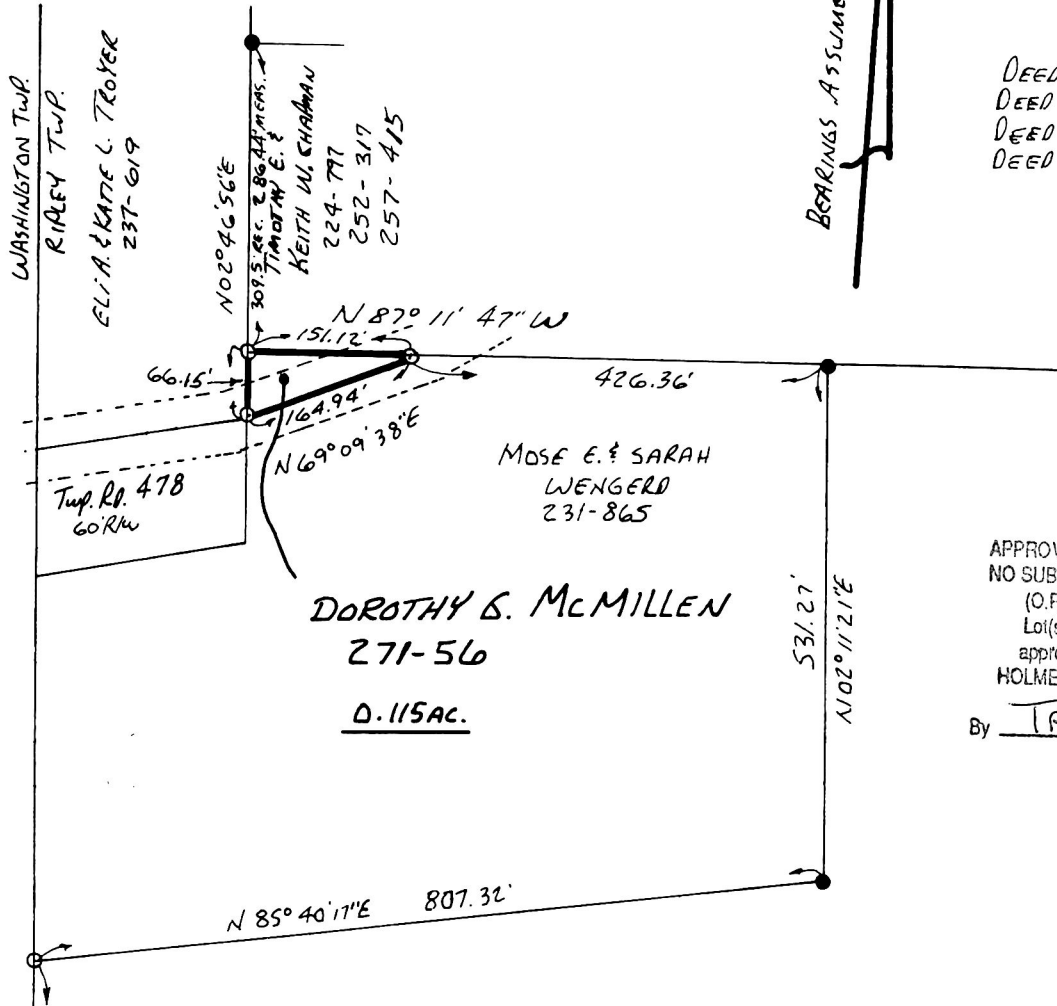 WASHINGTON TWP.
RIPLEY TWP.
ELI A. & KATIE L. TROYER
237-619
N02°46'56"E
309.5' REC. 286.44' MEAS.
TIMOTHY E. &
KEITH W. CHAPMAN
224-797
252-317
257-415
BEARINGS ASSUME
DEED
DEED
DEED
DEED
N 87° 11' 47" W
151.12'
66.15'
164.94'
N 69° 09' 38" E
426.36'
TWP. RD. 478
60' R/W
MOSE E. & SARAH
WENGERD
231-865
DOROTHY G. McMILLEN
271-56
0.115AC.
531.27'
N02°11'21"E
APPROV
NO SUB
(O.R
Lot(s
appro
HOLME
By
N 85° 40' 17" E 807.32'